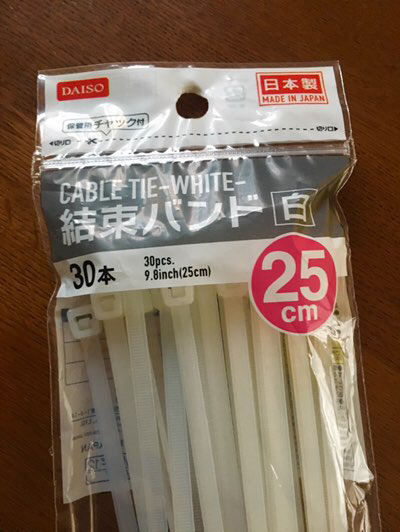 DAISO
日本製
MADE IN JAPAN
保管用チャック付
切り口
切り口
CABLE-TIE-WHITE-
結束バンド 白
30本
30pcs.
9.8inch(25cm)
25
cm